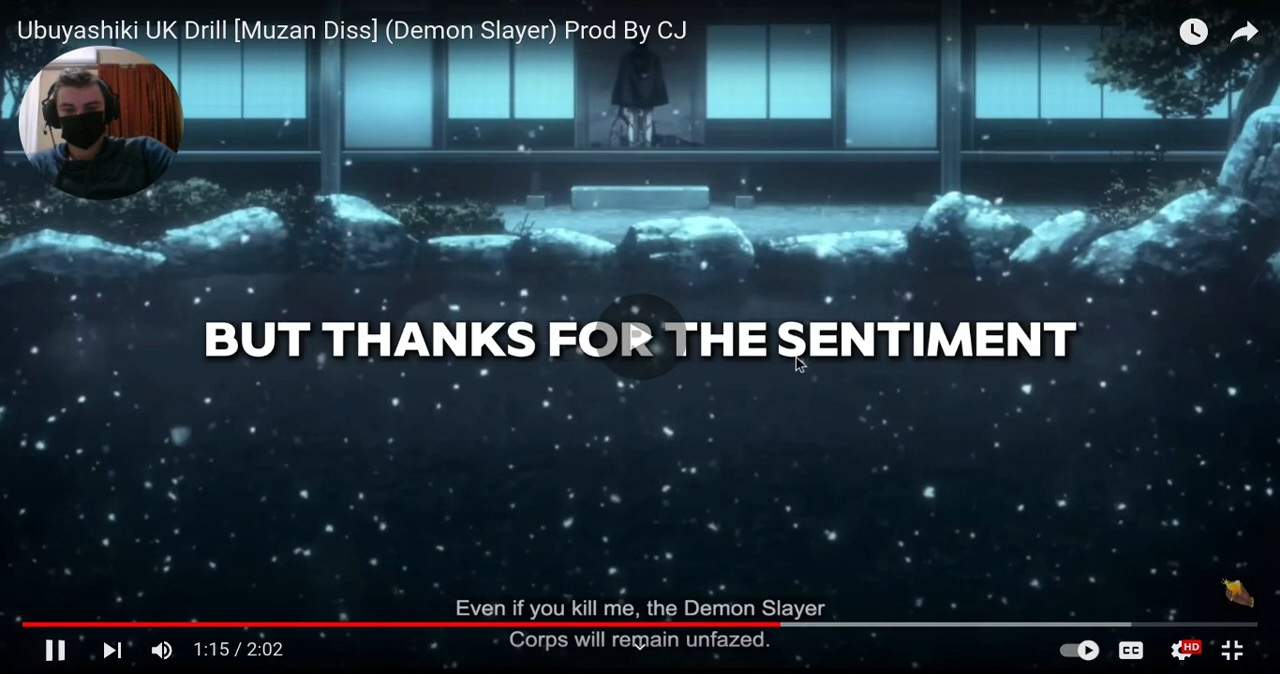 Ubuyashiki UK Drill [Muzan Diss] (Demon Slayer) Prod By CJ
BUT THANKS FOR THE SENTIMENT
Even if you kill me, the Demon Slayer
Corps will remain unfazed.
1:15 / 2:02
CC
HD